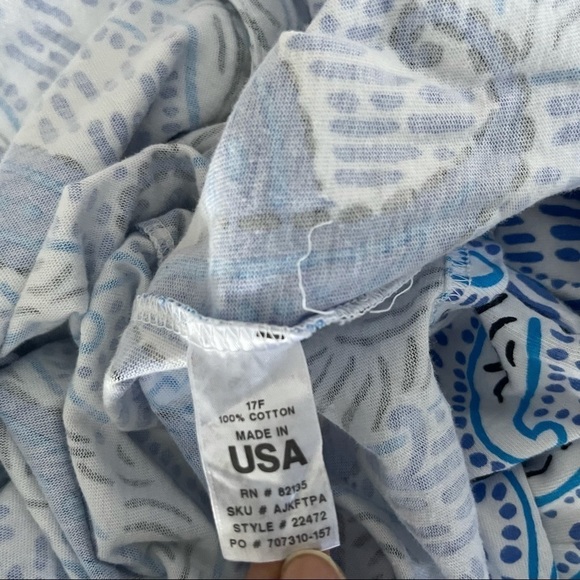 17F
100% COTTON
MADE IN
USA
RN # 82135
SKU # AJKFTPA
STYLE # 22472
PO # 707310-157